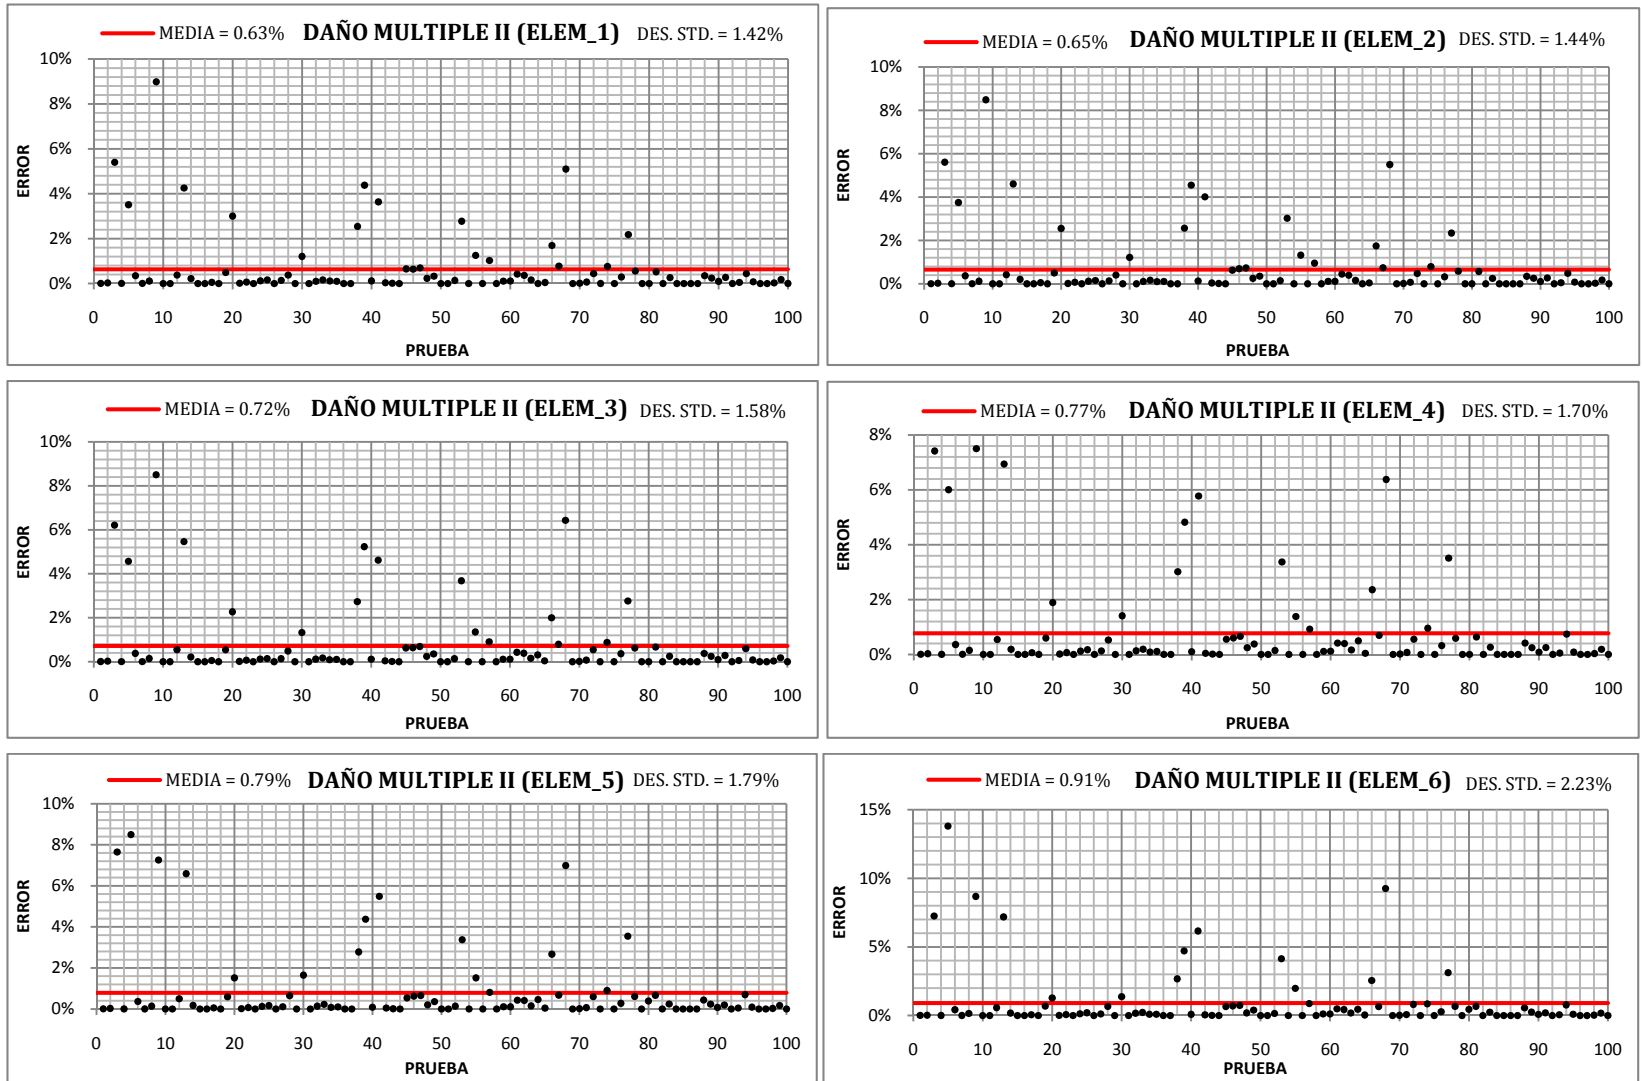 MEDIA = 0.63% DAÑO MULTIPLE II (ELEM_1) DES. STD. = 1.42%
10%
8%
6%
4%
2%
0%
ERROR
0 10 20 30 40 50 60 70 80 90 100
PRUEBA
MEDIA = 0.65% DAÑO MULTIPLE II (ELEM_2) DES. STD. = 1.44%
10%
8%
6%
4%
2%
0%
ERROR
0 10 20 30 40 50 60 70 80 90 100
PRUEBA
MEDIA = 0.72% DAÑO MULTIPLE II (ELEM_3) DES. STD. = 1.58%
10%
8%
6%
4%
2%
0%
ERROR
0 10 20 30 40 50 60 70 80 90 100
PRUEBA
MEDIA = 0.77% DAÑO MULTIPLE II (ELEM_4) DES. STD. = 1.70%
8%
6%
4%
2%
0%
ERROR
0 10 20 30 40 50 60 70 80 90 100
PRUEBA
MEDIA = 0.79% DAÑO MULTIPLE II (ELEM_5) DES. STD. = 1.79%
10%
8%
6%
4%
2%
0%
ERROR
0 10 20 30 40 50 60 70 80 90 100
PRUEBA
MEDIA = 0.91% DAÑO MULTIPLE II (ELEM_6) DES. STD. = 2.23%
15%
10%
5%
0%
ERROR
0 10 20 30 40 50 60 70 80 90 100
PRUEBA